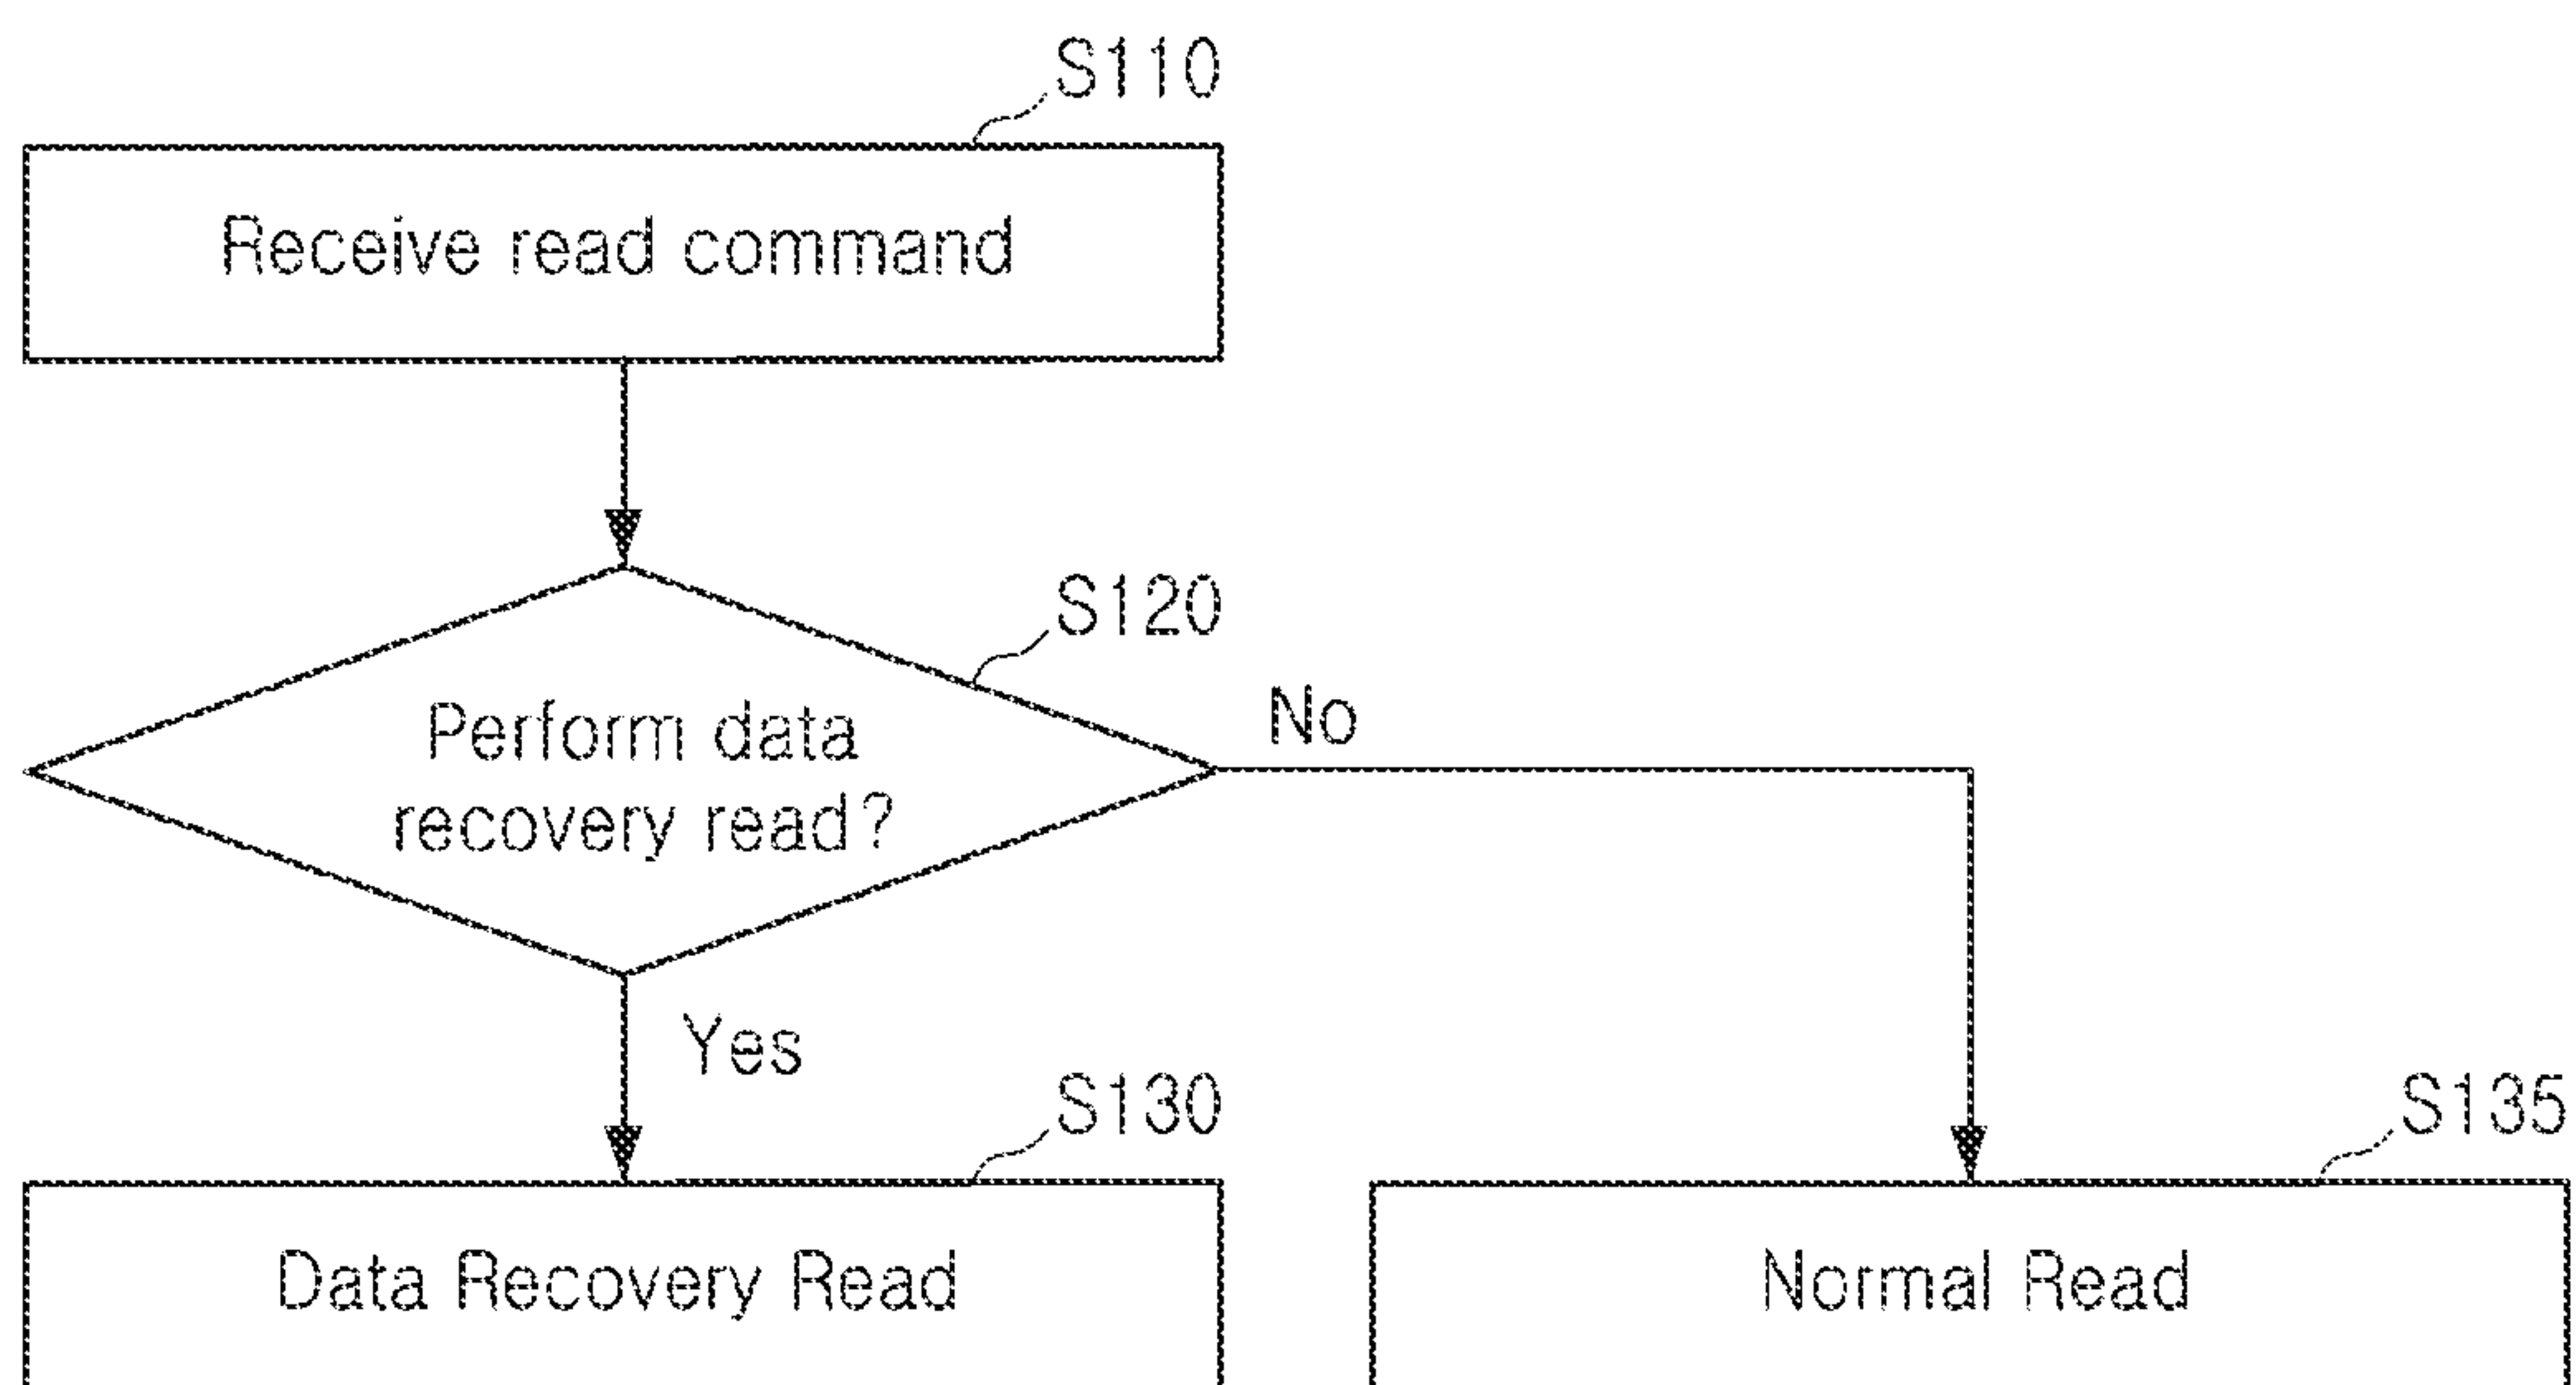 S110
Receive read command
S120
Perform data
recovery read?
No
Yes
S130
S135
Data Recovery Read
Normal Read